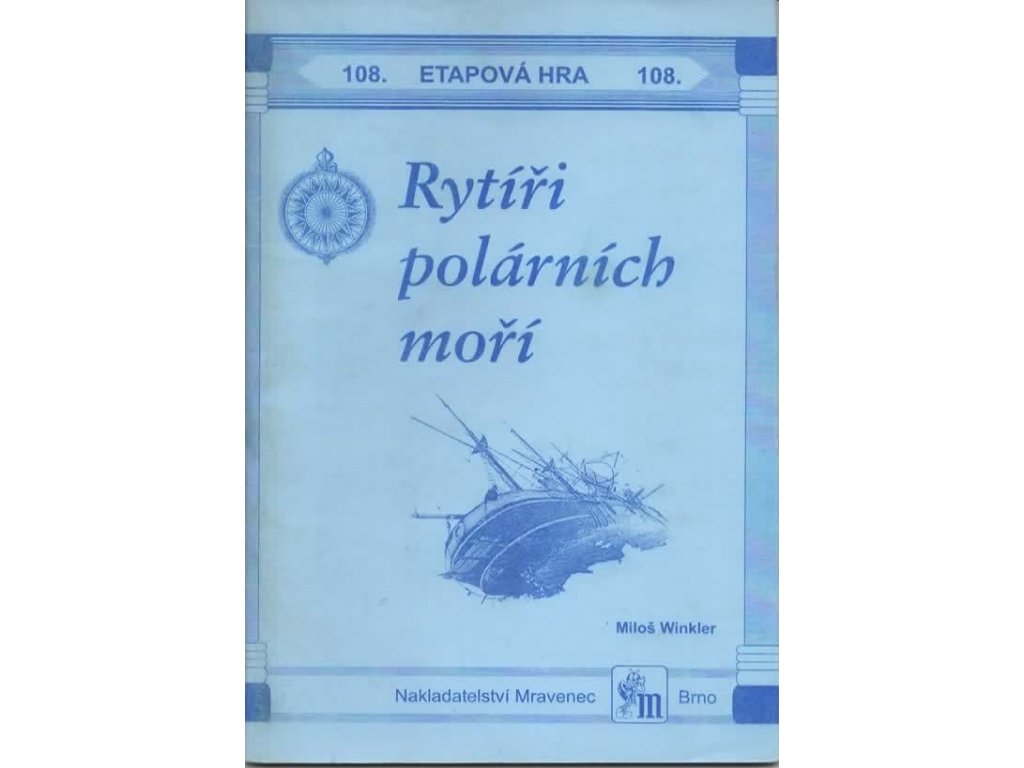 108. ETAPOVÁ HRA 108.
Rytíři
polárních
moří
Miloš Winkler
Nakladatelství Mravenec m Brno